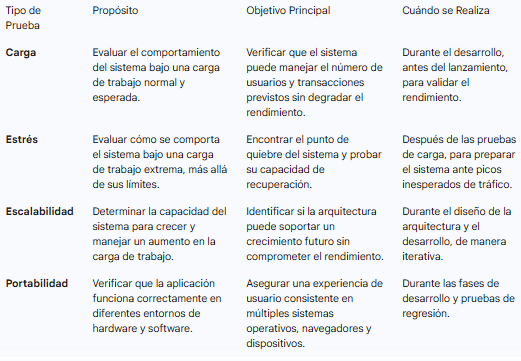 Tipo de Prueba Propósito Objetivo Principal Cuándo se Realiza
Carga
Evaluar el comportamiento
del sistema bajo una carga
de trabajo normal y
esperada.
Verificar que el sistema
puede manejar el número de
usuarios y transacciones
previstos sin degradar el
rendimiento.
Durante el desarrollo,
antes del lanzamiento,
para validar el
rendimiento.
Estrés
Evaluar cómo se comporta
el sistema bajo una carga
de trabajo extrema, más allá
de sus límites.
Encontrar el punto de
quiebre del sistema y probar
su capacidad de
recuperación.
Después de las pruebas
de carga, para preparar
el sistema ante picos
inesperados de tráfico.
Escalabilidad
Determinar la capacidad del
sistema para crecer y
manejar un aumento en la
carga de trabajo.
Identificar si la arquitectura
puede soportar un
crecimiento futuro sin
comprometer el rendimiento.
Durante el diseño de la
arquitectura y el
desarrollo, de manera
iterativa.
Portabilidad
Verificar que la aplicación
funciona correctamente en
diferentes entornos de
hardware y software.
Asegurar una experiencia de
usuario consistente en
múltiples sistemas
operativos, navegadores y
dispositivos.
Durante las fases de
desarrollo y pruebas de
regresión.